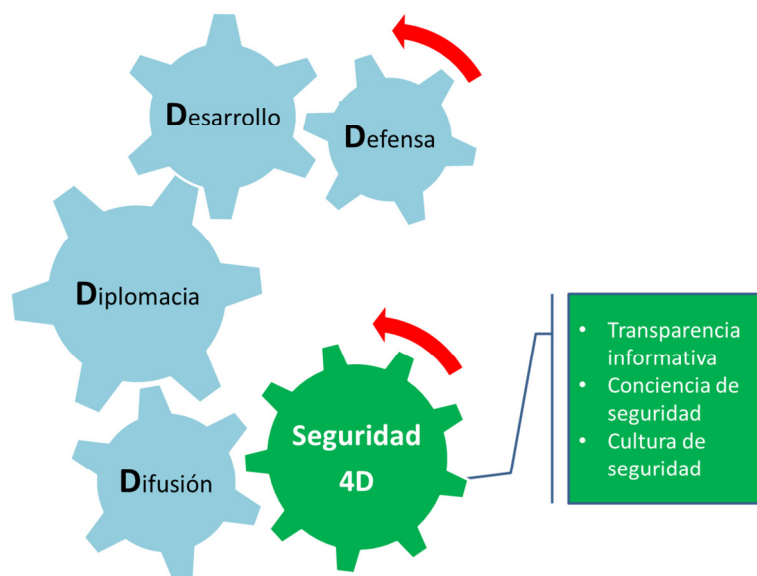 Desarrollo
Defensa
Diplomacia
Difusión
Seguridad
4D
• Transparencia
informativa
• Conciencia de
seguridad
• Cultura de
seguridad